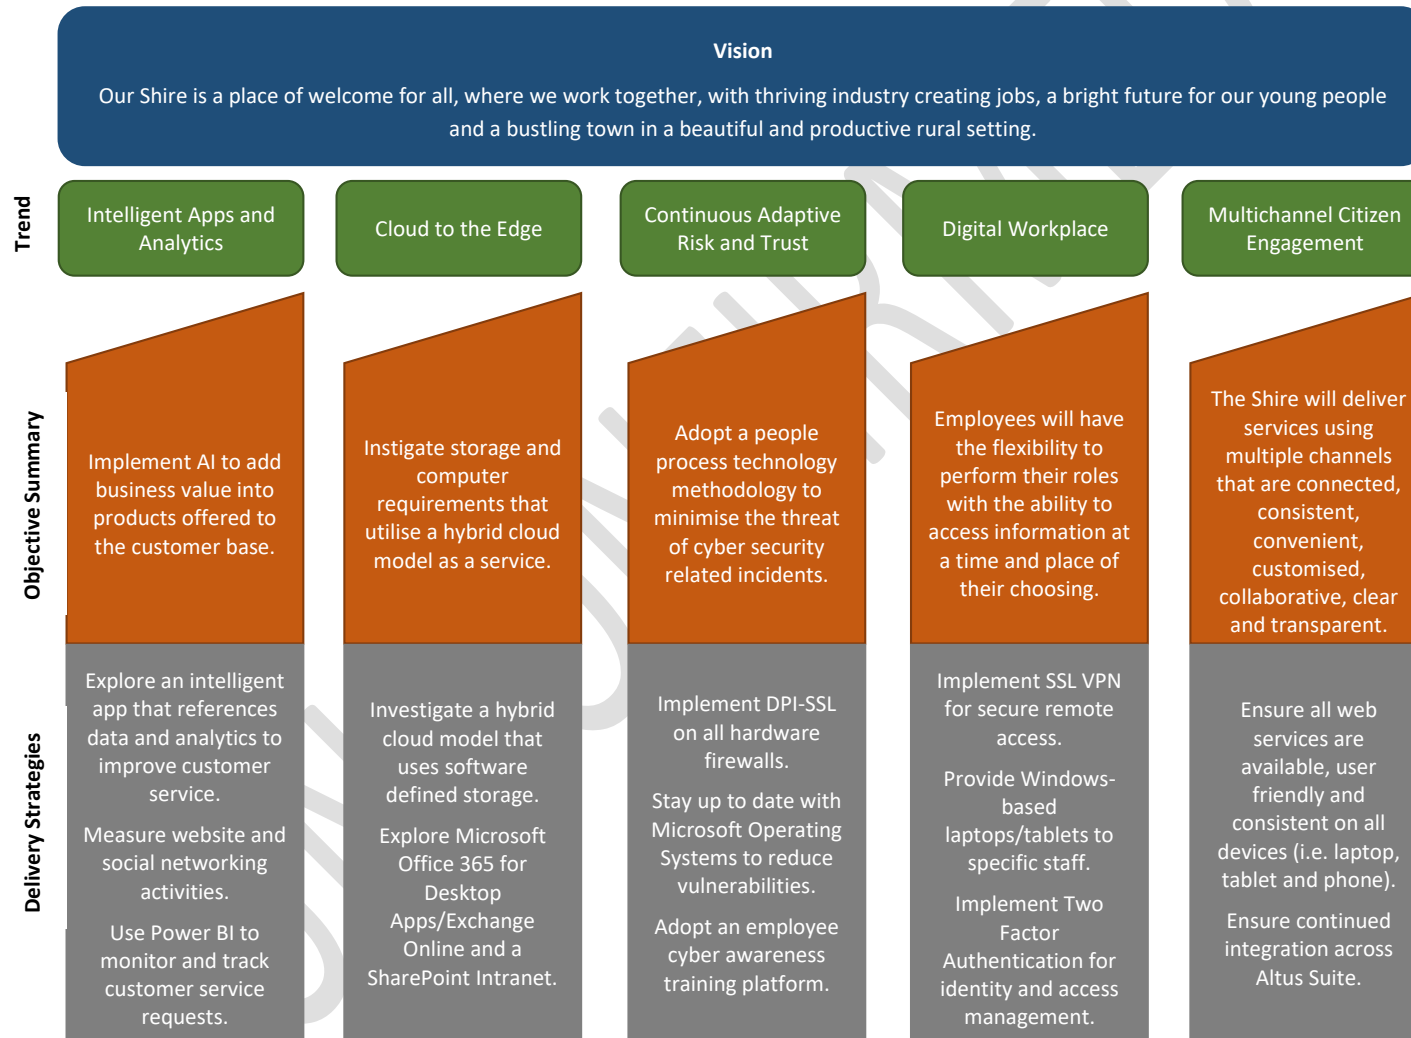 Vision
Our Shire is a place of welcome for all, where we work together, with thriving industry creating jobs, a bright future for our young people
and a bustling town in a beautiful and productive rural setting.
Trend
Intelligent Apps and
Analytics
Cloud to the Edge
Continuous Adaptive
Risk and Trust
Digital Workplace
Multichannel Citizen
Engagement
Objective Summary
Implement AI to add
business value into
products offered to
the customer base.
Instigate storage and
computer
requirements that
utilise a hybrid cloud
model as a service.
Adopt a people
process technology
methodology to
minimise the threat
of cyber security
related incidents.
Employees will have
the flexibility to
perform their roles
with the ability to
access information at
a time and place of
their choosing.
The Shire will deliver
services using
multiple channels
that are connected,
consistent,
convenient,
customised,
collaborative, clear
and transparent.
Delivery Strategies
Explore an intelligent
app that references
data and analytics to
improve customer
service.
Measure website and
social networking
activities.
Use Power BI to
monitor and track
customer service
requests.
Investigate a hybrid
cloud model that
uses software
defined storage.
Explore Microsoft
Office 365 for
Desktop
Apps/Exchange
Online and a
SharePoint Intranet.
Implement DPI-SSL
on all hardware
firewalls.
Stay up to date with
Microsoft Operating
Systems to reduce
vulnerabilities.
Adopt an employee
cyber awareness
training platform.
Implement SSL VPN
for secure remote
access.
Provide Windows-
based
laptops/tablets to
specific staff.
Implement Two
Factor
Authentication for
identity and access
management.
Ensure all web
services are
available, user
friendly and
consistent on all
devices (i.e. laptop,
tablet and phone).
Ensure continued
integration across
Altus Suite.